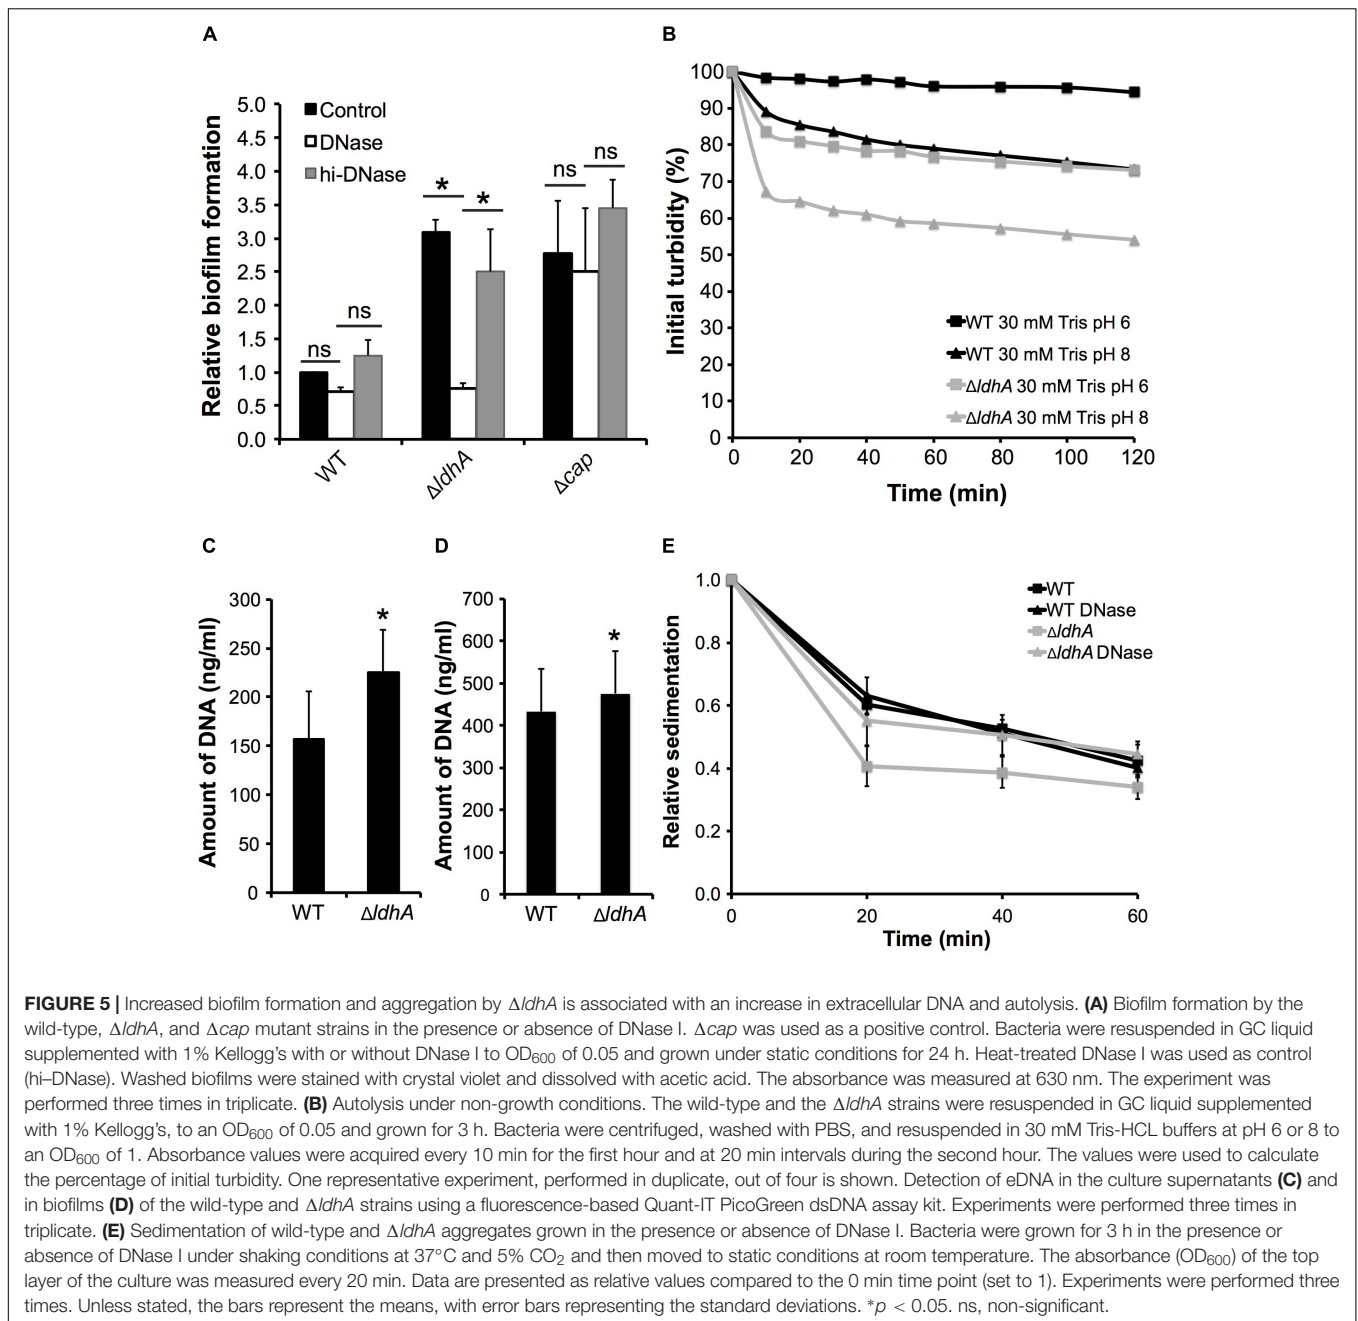 A
Relative biofilm formation
5.0
4.5
4.0
3.5
3.0
2.5
2.0
1.5
1.0
0.5
0.0
Control
DNase
hi-DNase
ns
ns
*
*
ns
ns
WT
ΔldhA
Δcap
B
Initial turbidity (%)
100
90
80
70
60
50
40
30
20
10
0
WT 30 mM Tris pH 6
WT 30 mM Tris pH 8
ΔldhA 30 mM Tris pH 6
ΔldhA 30 mM Tris pH 8
0 20 40 60 80 100 120
Time (min)
C
Amount of DNA (ng/ml)
300
250
200
150
100
50
0
*
WT ΔldhA
D
Amount of DNA (ng/ml)
700
600
500
400
300
200
100
0
*
WT ΔldhA
E
Relative sedimentation
1.0
0.8
0.6
0.4
0.2
0.0
WT
WT DNase
ΔldhA
ΔldhA DNase
0 20 40 60
Time (min)
FIGURE 5 | Increased biofilm formation and aggregation by ΔldhA is associated with an increase in extracellular DNA and autolysis. (A) Biofilm formation by the
wild-type, ΔldhA, and Δcap mutant strains in the presence or absence of DNase I. Δcap was used as a positive control. Bacteria were resuspended in GC liquid
supplemented with 1% Kellogg's with or without DNase I to OD600 of 0.05 and grown under static conditions for 24 h. Heat-treated DNase I was used as control
(hi–DNase). Washed biofilms were stained with crystal violet and dissolved with acetic acid. The absorbance was measured at 630 nm. The experiment was
performed three times in triplicate. (B) Autolysis under non-growth conditions. The wild-type and the ΔldhA strains were resuspended in GC liquid supplemented
with 1% Kellogg's, to an OD600 of 0.05 and grown for 3 h. Bacteria were centrifuged, washed with PBS, and resuspended in 30 mM Tris-HCL buffers at pH 6 or 8 to
an OD600 of 1. Absorbance values were acquired every 10 min for the first hour and at 20 min intervals during the second hour. The values were used to calculate
the percentage of initial turbidity. One representative experiment, performed in duplicate, out of four is shown. Detection of eDNA in the culture supernatants (C) and
in biofilms (D) of the wild-type and ΔldhA strains using a fluorescence-based Quant-IT PicoGreen dsDNA assay kit. Experiments were performed three times in
triplicate. (E) Sedimentation of wild-type and ΔldhA aggregates grown in the presence or absence of DNase I. Bacteria were grown for 3 h in the presence or
absence of DNase I under shaking conditions at 37°C and 5% CO2 and then moved to static conditions at room temperature. The absorbance (OD600) of the top
layer of the culture was measured every 20 min. Data are presented as relative values compared to the 0 min time point (set to 1). Experiments were performed three
times. Unless stated, the bars represent the means, with error bars representing the standard deviations. *p < 0.05. ns, non-significant.